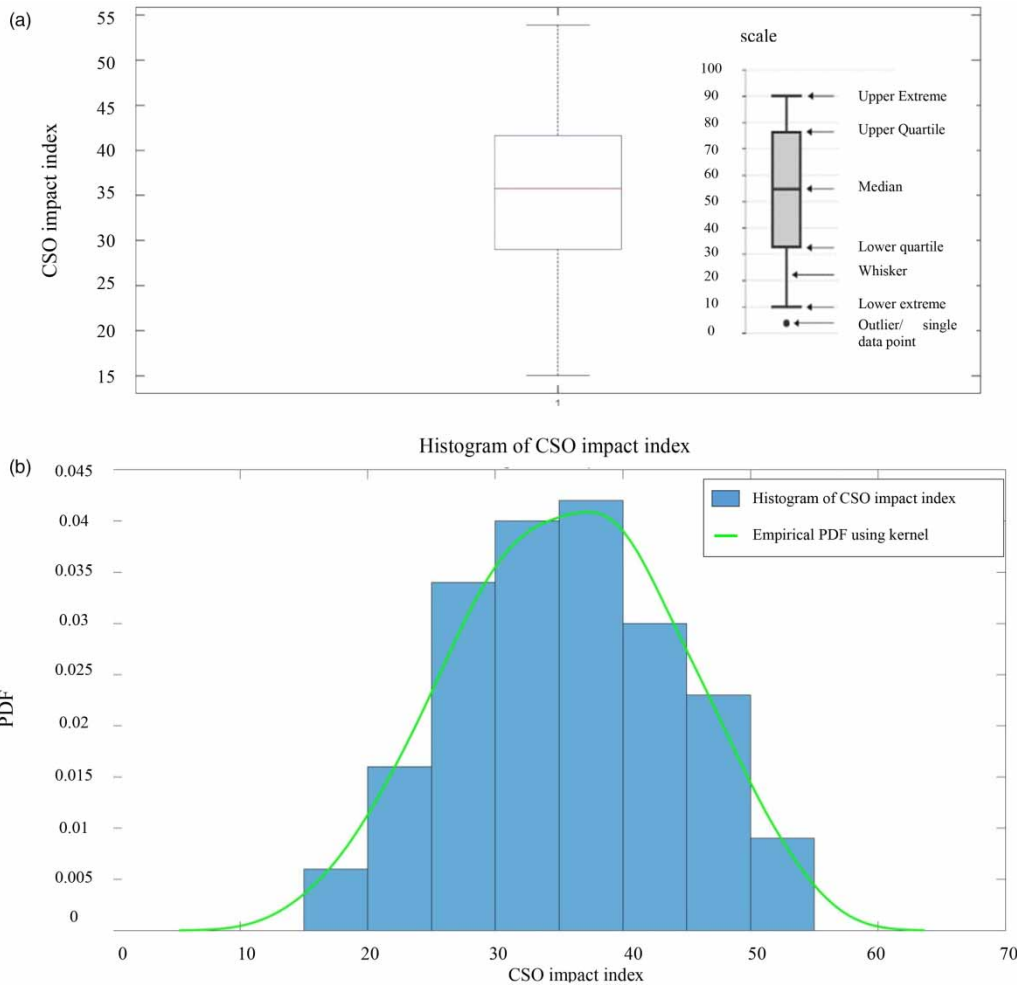 (a)
CSO impact index
55
50
45
40
35
30
25
20
15
1
scale
100
90
80
70
60
50
40
30
20
10
0
Upper Extreme
Upper Quartile
Median
Lower quartile
Whisker
Lower extreme
Outlier/ single
data point
(b)
Histogram of CSO impact index
PDF
0.045
0.04
0.035
0.03
0.025
0.02
0.015
0.01
0.005
0
Histogram of CSO impact index
Empirical PDF using kernel
0 10 20 30 40 50 60 70
CSO impact index